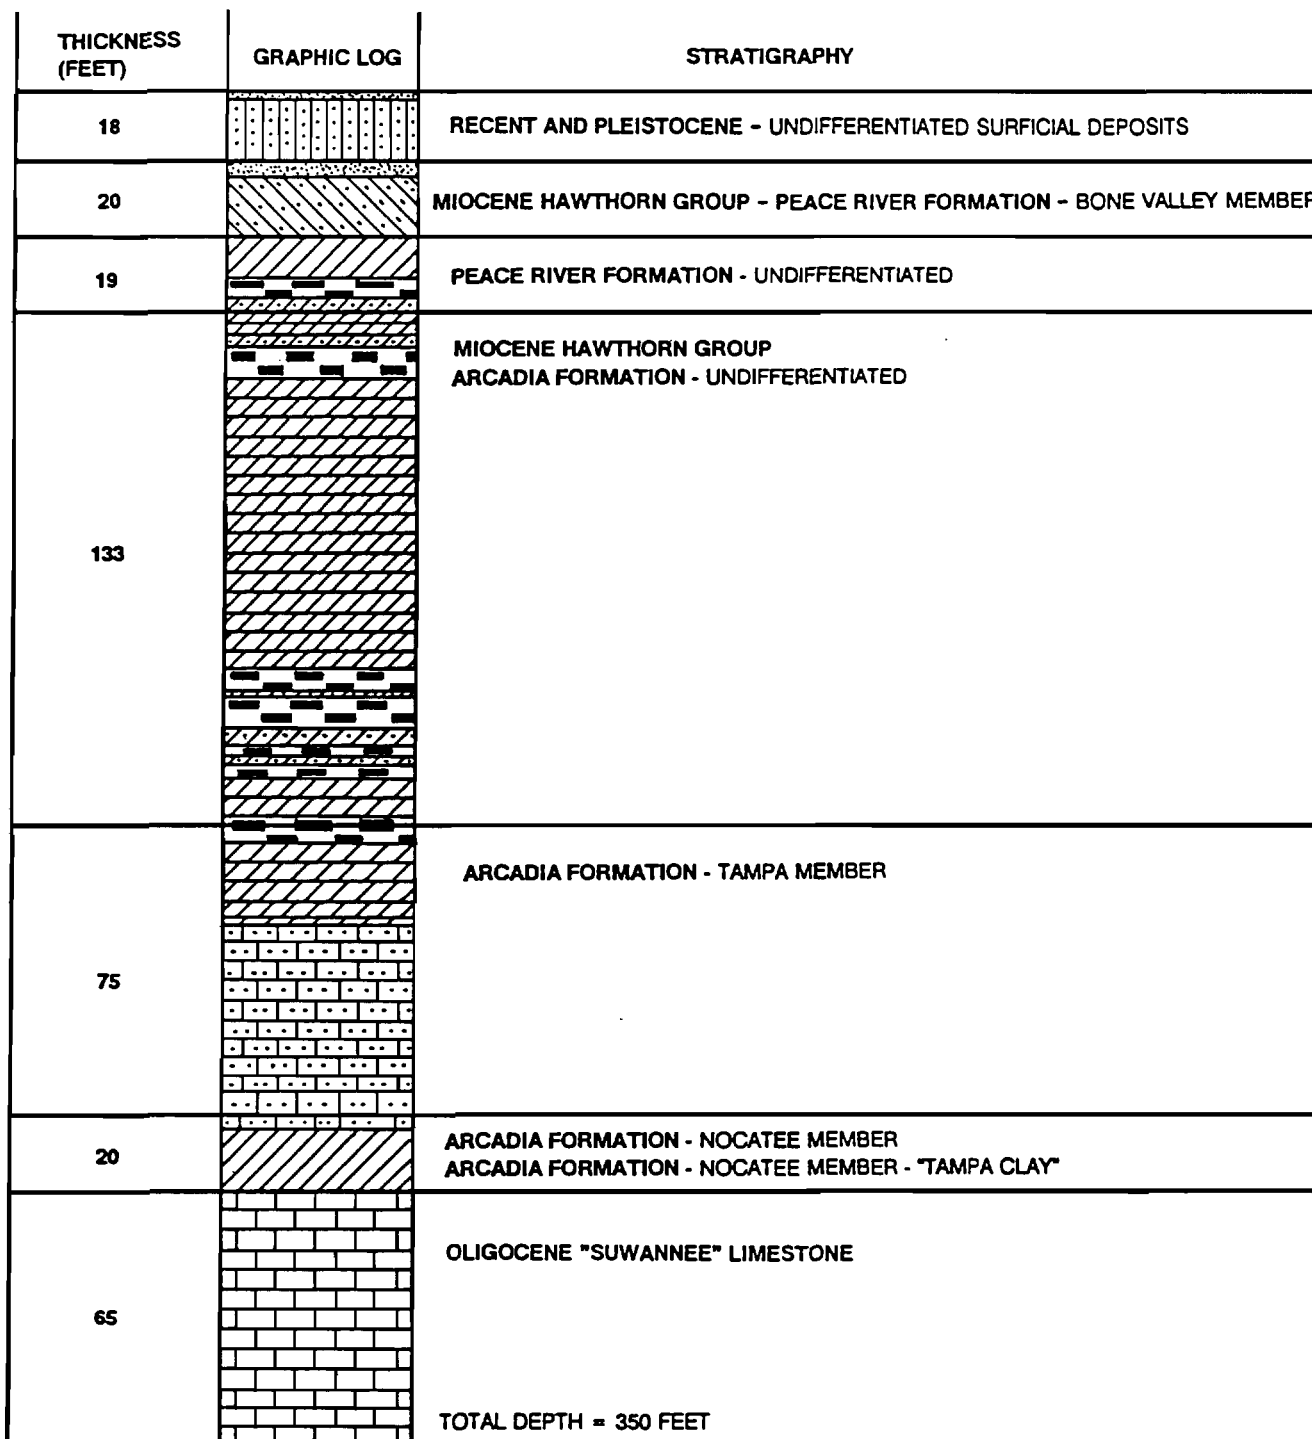 THICKNESS
(FEET)
GRAPHIC LOG
STRATIGRAPHY
18
RECENT AND PLEISTOCENE - UNDIFFERENTIATED SURFICIAL DEPOSITS
20
MIOCENE HAWTHORN GROUP - PEACE RIVER FORMATION - BONE VALLEY MEMBER
19
PEACE RIVER FORMATION - UNDIFFERENTIATED
133
MIOCENE HAWTHORN GROUP
ARCADIA FORMATION - UNDIFFERENTIATED
75
ARCADIA FORMATION - TAMPA MEMBER
20
ARCADIA FORMATION - NOCATEE MEMBER
ARCADIA FORMATION - NOCATEE MEMBER - "TAMPA CLAY"
65
OLIGOCENE "SUWANNEE" LIMESTONE
TOTAL DEPTH = 350 FEET